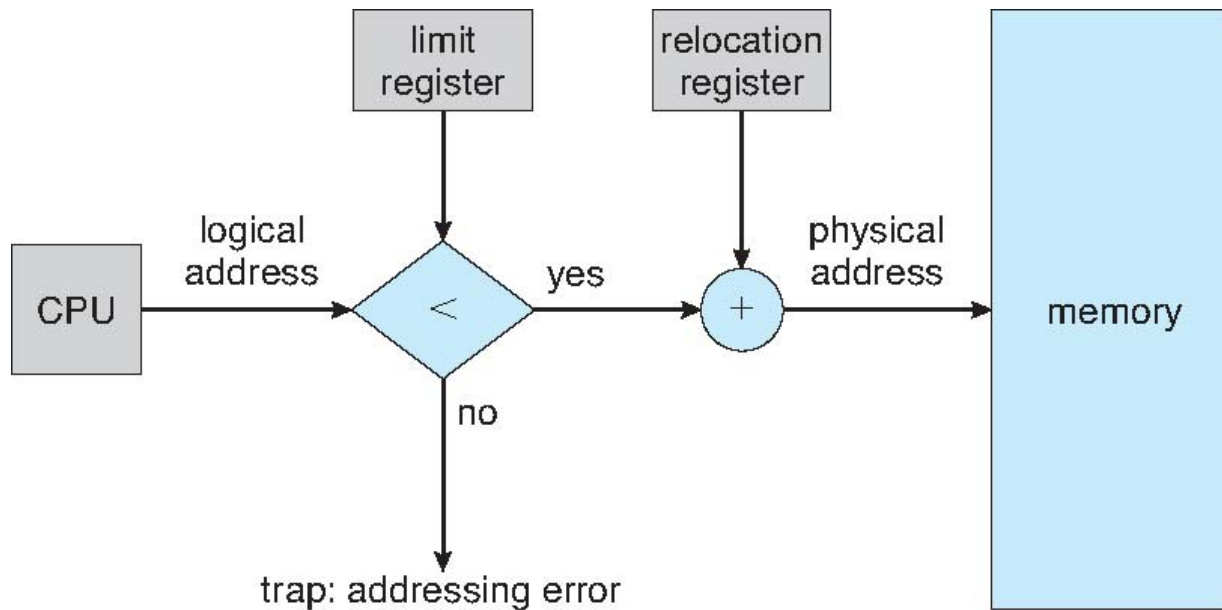 limit
register
relocation
register
logical
address
physical
address
CPU
<
yes
+
memory
no
trap: addressing error